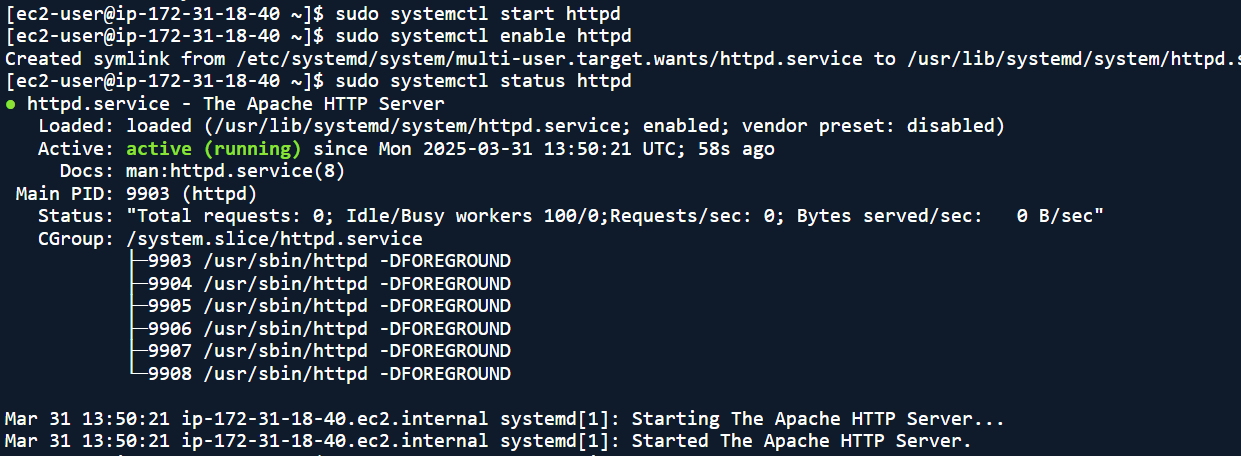 [ec2-user@ip-172-31-18-40 ~]$ sudo systemctl start httpd
[ec2-user@ip-172-31-18-40 ~]$ sudo systemctl enable httpd
Created symlink from /etc/systemd/system/multi-user.target.wants/httpd.service to /usr/lib/systemd/system/httpd.s
[ec2-user@ip-172-31-18-40 ~]$ sudo systemctl status httpd
● httpd.service - The Apache HTTP Server
   Loaded: loaded (/usr/lib/systemd/system/httpd.service; enabled; vendor preset: disabled)
   Active: active (running) since Mon 2025-03-31 13:50:21 UTC; 58s ago
     Docs: man:httpd.service(8)
 Main PID: 9903 (httpd)
   Status: "Total requests: 0; Idle/Busy workers 100/0;Requests/sec: 0; Bytes served/sec:   0 B/sec"
   CGroup: /system.slice/httpd.service
           ├─9903 /usr/sbin/httpd -DFOREGROUND
           ├─9904 /usr/sbin/httpd -DFOREGROUND
           ├─9905 /usr/sbin/httpd -DFOREGROUND
           ├─9906 /usr/sbin/httpd -DFOREGROUND
           ├─9907 /usr/sbin/httpd -DFOREGROUND
           └─9908 /usr/sbin/httpd -DFOREGROUND

Mar 31 13:50:21 ip-172-31-18-40.ec2.internal systemd[1]: Starting The Apache HTTP Server...
Mar 31 13:50:21 ip-172-31-18-40.ec2.internal systemd[1]: Started The Apache HTTP Server.